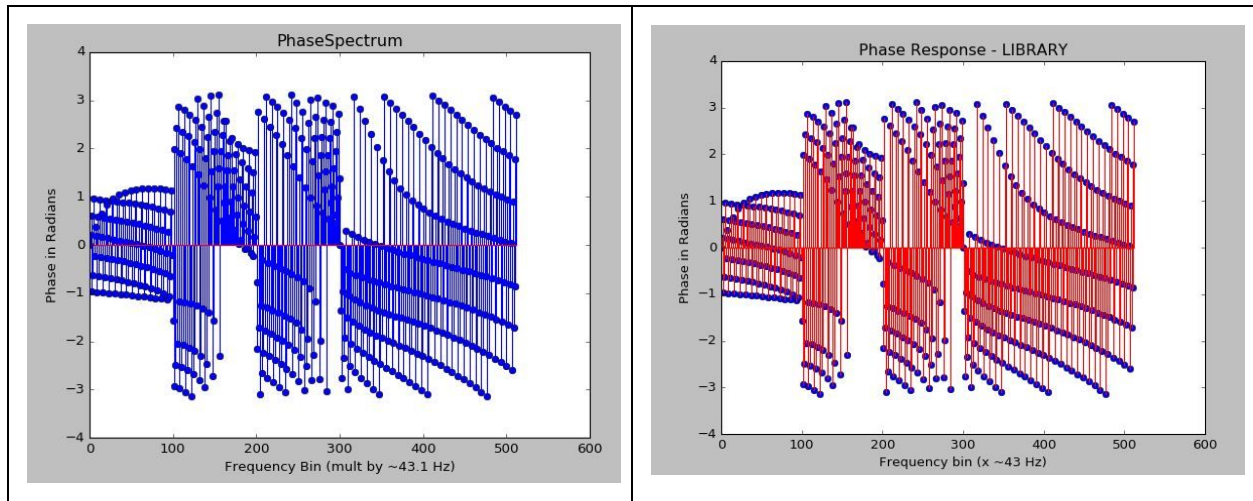 PhaseSpectrum
4
3
2
1
0
−1
−2
−3
−4
Phase in Radians
0 100 200 300 400 500 600
Frequency Bin (mult by ~43.1 Hz)
Phase Response - LIBRARY
4
3
2
1
0
−1
−2
−3
−4
Phase in Radians
0 100 200 300 400 500 600
Frequency bin (x ~43 Hz)